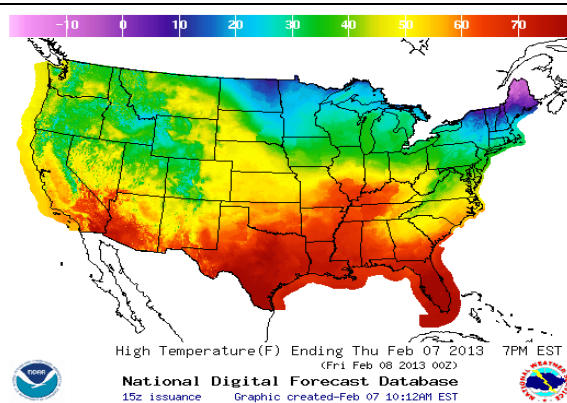 -10 0 10 20 30 40 50 60 70
High Temperature(F) Ending Thu Feb 07 2013 7PM EST
(Fri Feb 08 2013 00Z)
National Digital Forecast Database
15z issuance Graphic created-Feb 07 10:12AM EST
NOAA